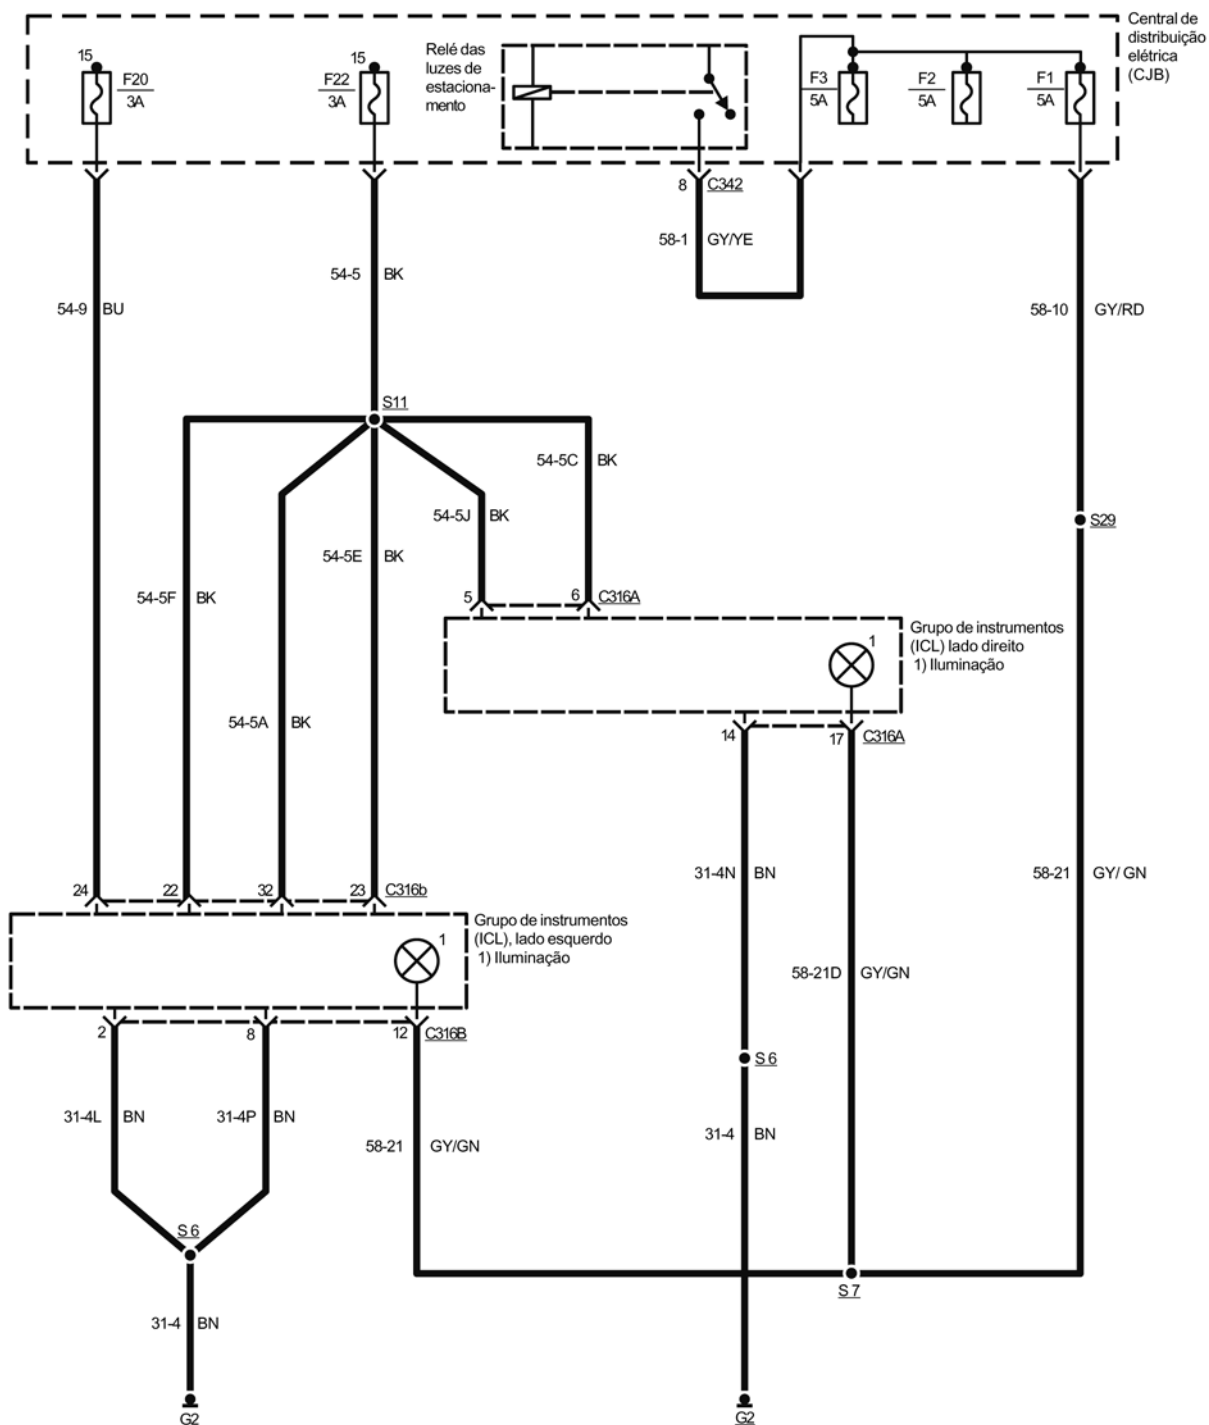 Central de
distribuição
elétrica
(CJB)
15
F20
3A
15
F22
3A
Relé das
luzes de
estaciona-
mento
F3
5A
F2
5A
F1
5A
8
C342
58-1
GY/YE
54-5
BK
54-9
BU
58-10
GY/RD
S11
54-5C
BK
54-5J
BK
S29
54-5E
BK
54-5F
BK
5
6
C316A
Grupo de instrumentos
(ICL) lado direito
1) Iluminação
1
54-5A
BK
14
17
C316A
31-4N
BN
58-21
GY/ GN
24
22
32
23
C316b
Grupo de instrumentos
(ICL), lado esquerdo
1) Iluminação
1
58-21D
GY/GN
2
8
12
C316B
S 6
31-4L
BN
31-4P
BN
58-21
GY/GN
31-4
BN
S 6
S 7
31-4
BN
G2
G2